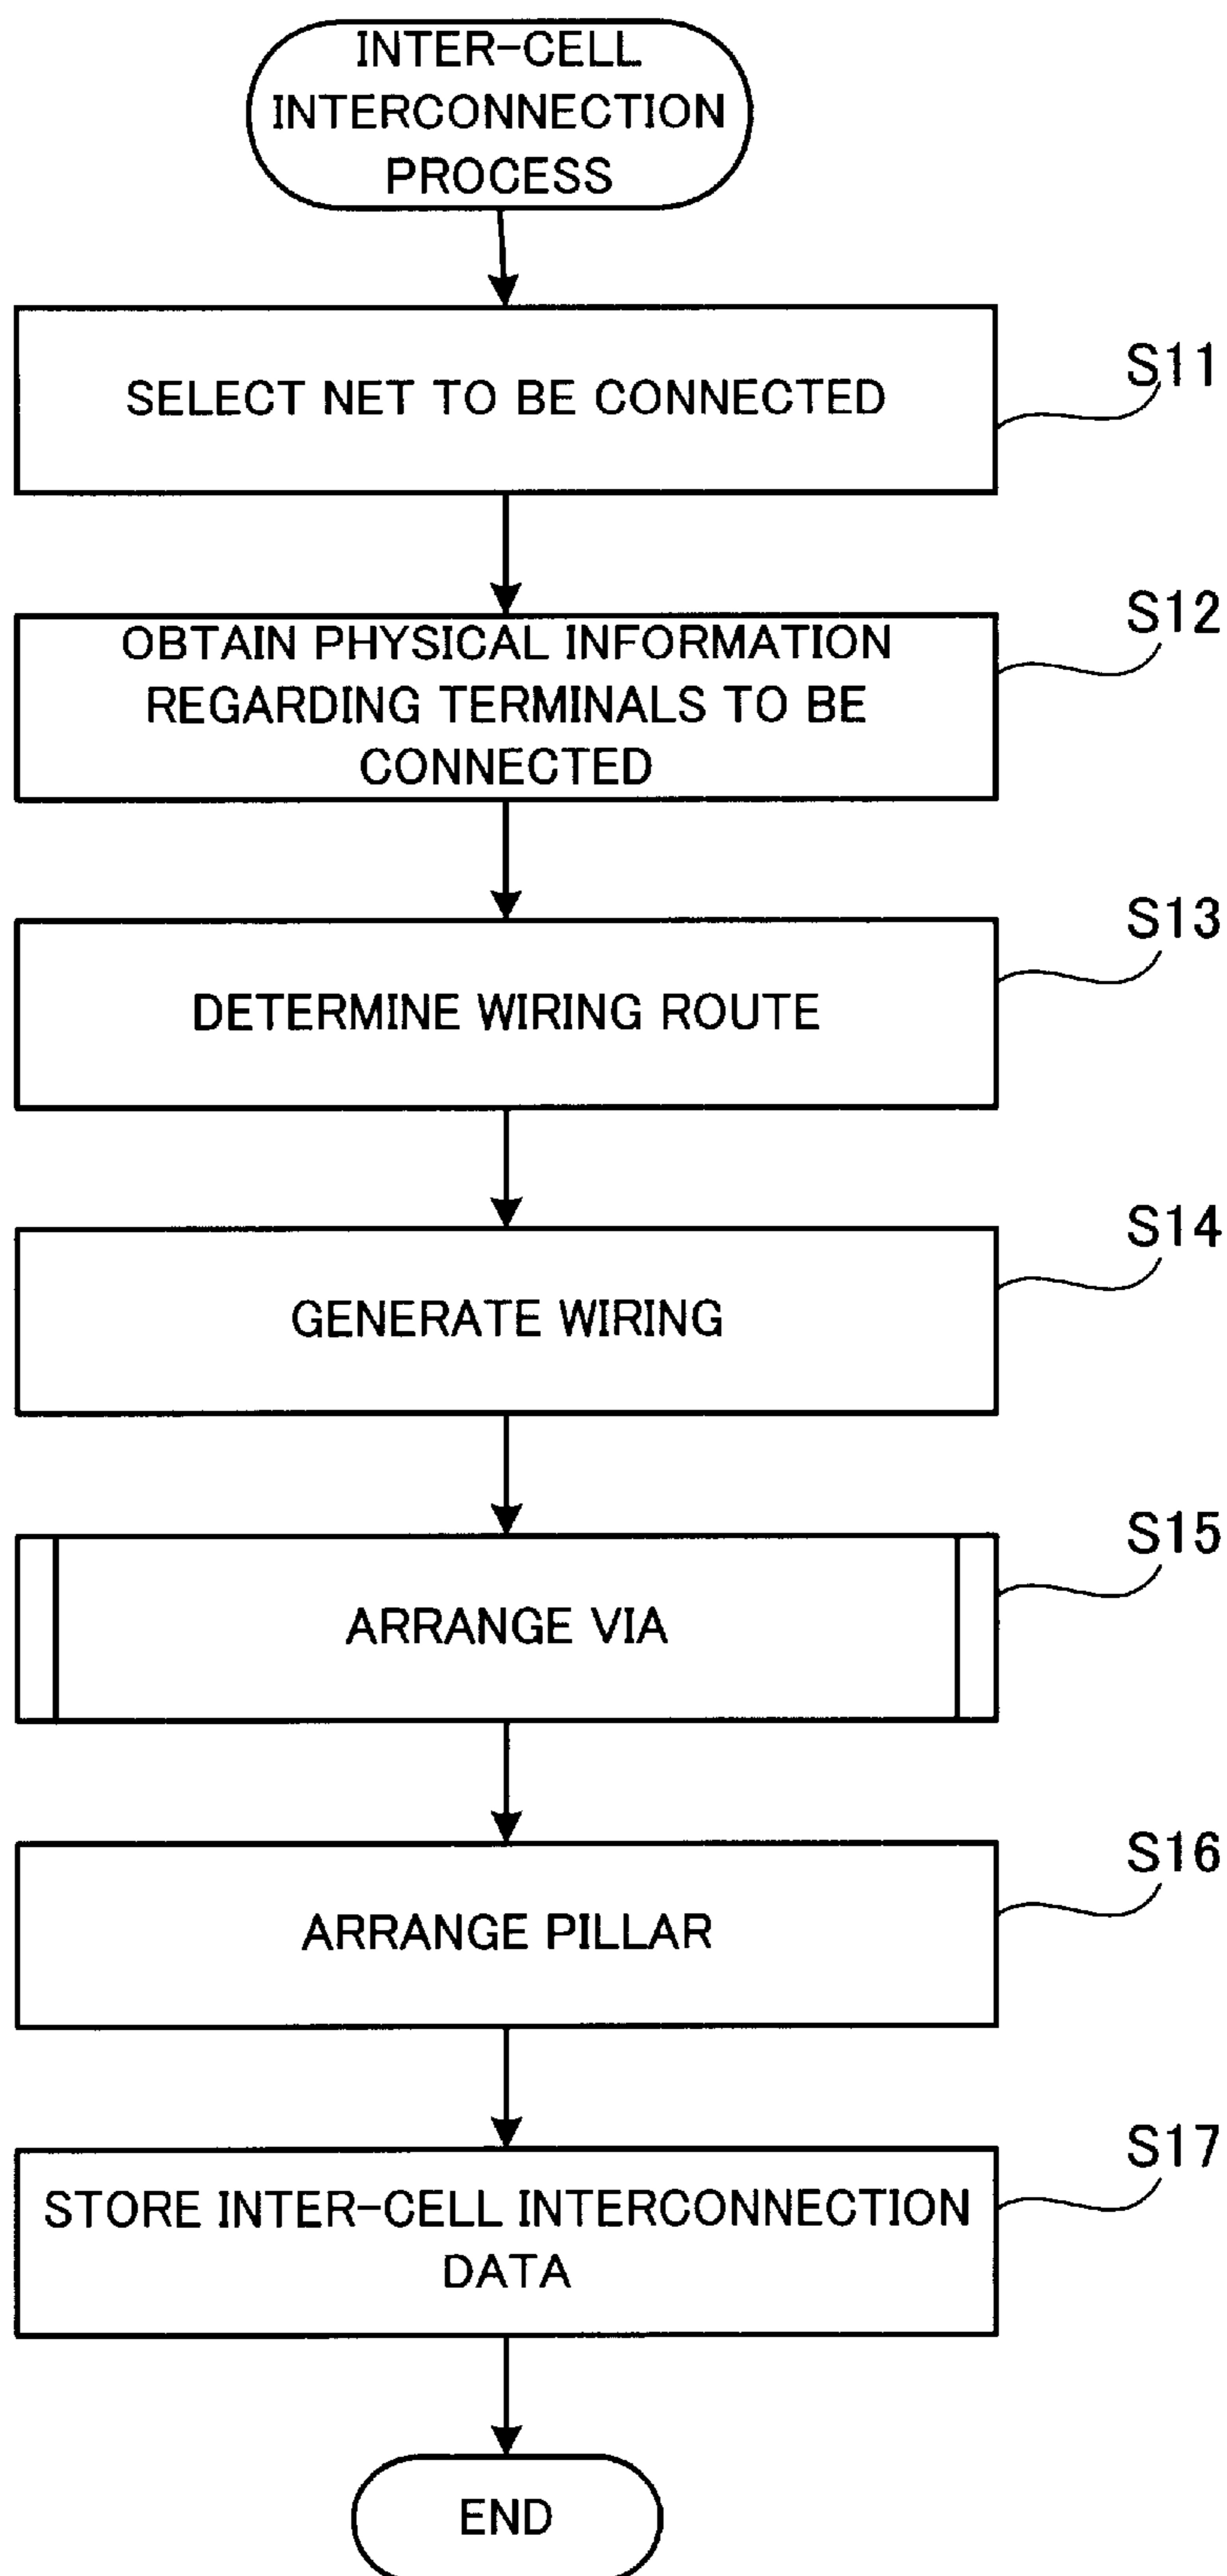 INTER-CELL
INTERCONNECTION
PROCESS
SELECT NET TO BE CONNECTED
S11
OBTAIN PHYSICAL INFORMATION
REGARDING TERMINALS TO BE
CONNECTED
S12
DETERMINE WIRING ROUTE
S13
GENERATE WIRING
S14
ARRANGE VIA
S15
ARRANGE PILLAR
S16
STORE INTER-CELL INTERCONNECTION
DATA
S17
END